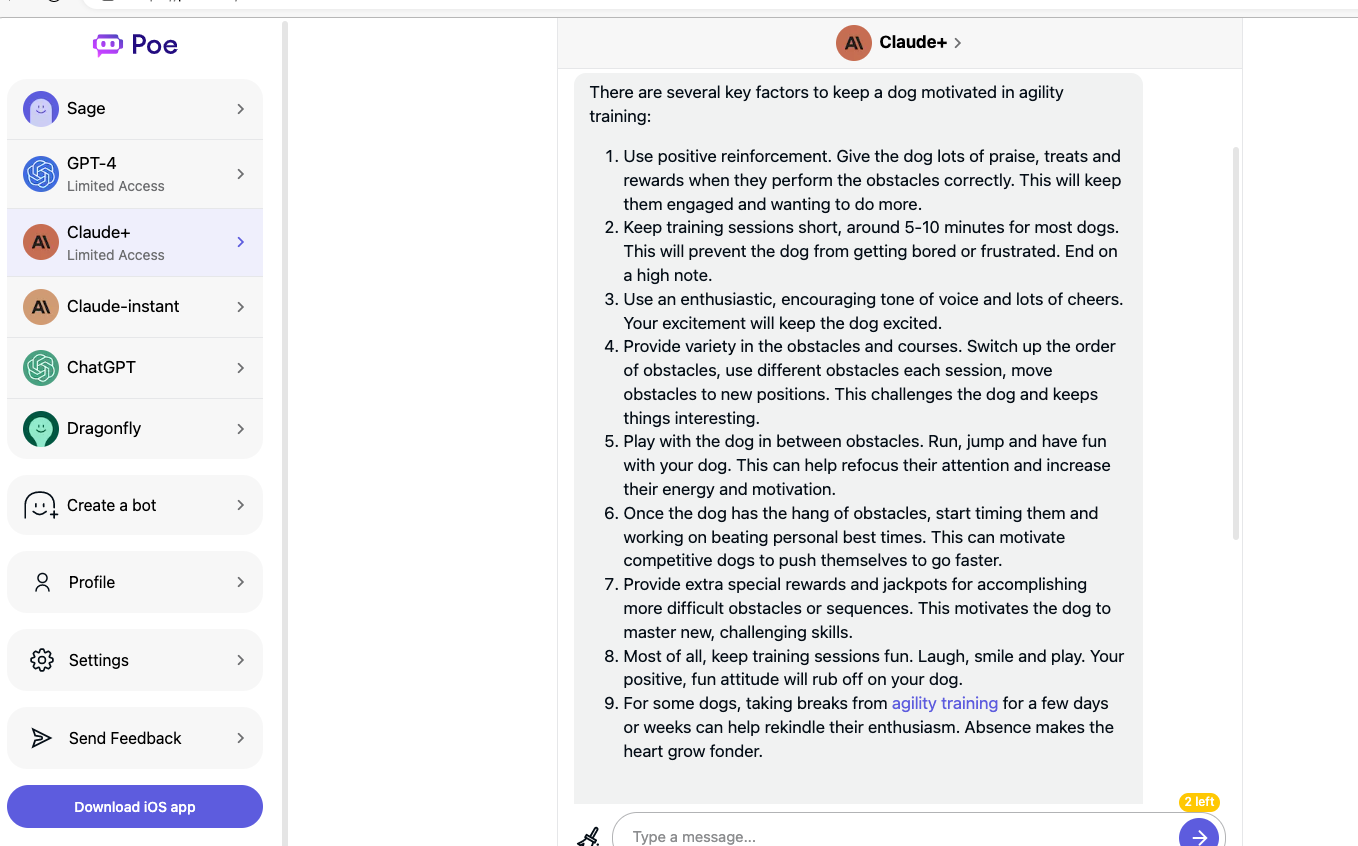 Poe
Sage
GPT-4
Limited Access
Claude+
Limited Access
Claude-instant
ChatGPT
Dragonfly
Create a bot
Profile
Settings
Send Feedback
Download iOS app
Claude+
There are several key factors to keep a dog motivated in agility
training:
1. Use positive reinforcement. Give the dog lots of praise, treats and
rewards when they perform the obstacles correctly. This will keep
them engaged and wanting to do more.
2. Keep training sessions short, around 5-10 minutes for most dogs.
This will prevent the dog from getting bored or frustrated. End on
a high note.
3. Use an enthusiastic, encouraging tone of voice and lots of cheers.
Your excitement will keep the dog excited.
4. Provide variety in the obstacles and courses. Switch up the order
of obstacles, use different obstacles each session, move
obstacles to new positions. This challenges the dog and keeps
things interesting.
5. Play with the dog in between obstacles. Run, jump and have fun
with your dog. This can help refocus their attention and increase
their energy and motivation.
6. Once the dog has the hang of obstacles, start timing them and
working on beating personal best times. This can motivate
competitive dogs to push themselves to go faster.
7. Provide extra special rewards and jackpots for accomplishing
more difficult obstacles or sequences. This motivates the dog to
master new, challenging skills.
8. Most of all, keep training sessions fun. Laugh, smile and play. Your
positive, fun attitude will rub off on your dog.
9. For some dogs, taking breaks from agility training for a few days
or weeks can help rekindle their enthusiasm. Absence makes the
heart grow fonder.
2 left
Type a message...